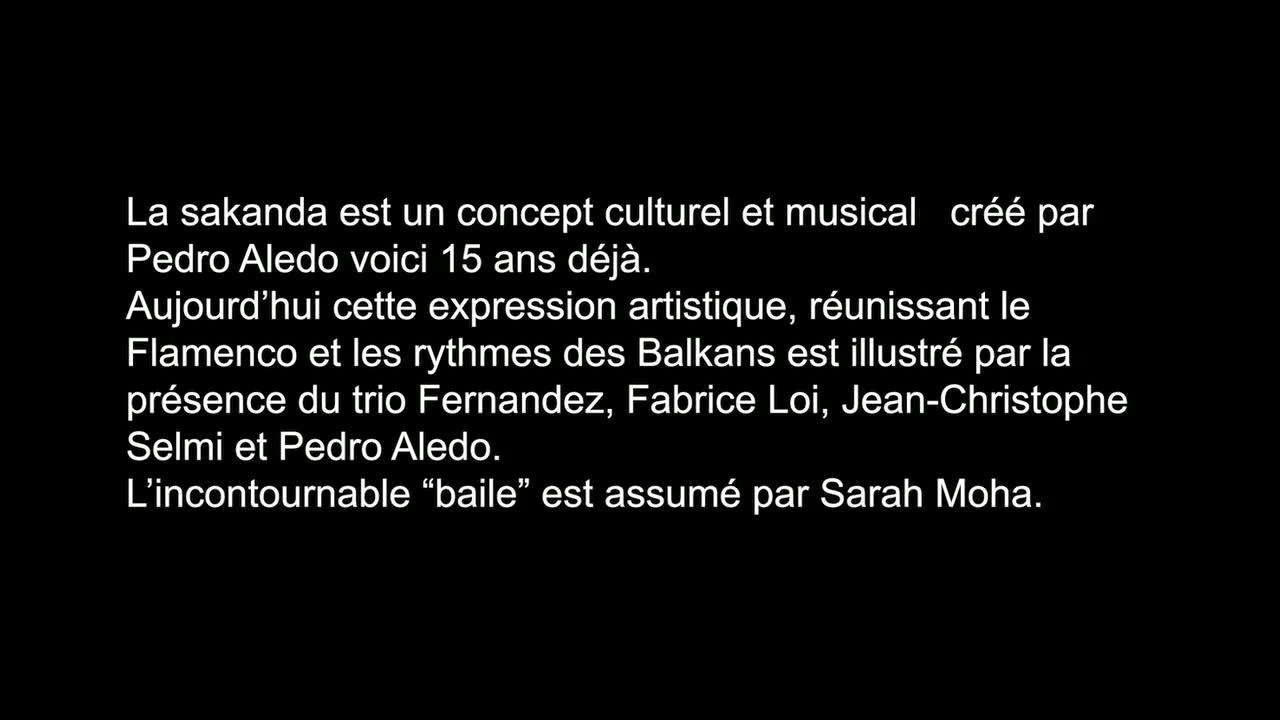 La sakanda est un concept culturel et musical   créé par
Pedro Aledo voici 15 ans déjà.
Aujourd’hui cette expression artistique, réunissant le
Flamenco et les rythmes des Balkans est illustré par la
présence du trio Fernandez, Fabrice Loi, Jean-Christophe
Selmi et Pedro Aledo.
L’incontournable “baile” est assumé par Sarah Moha.